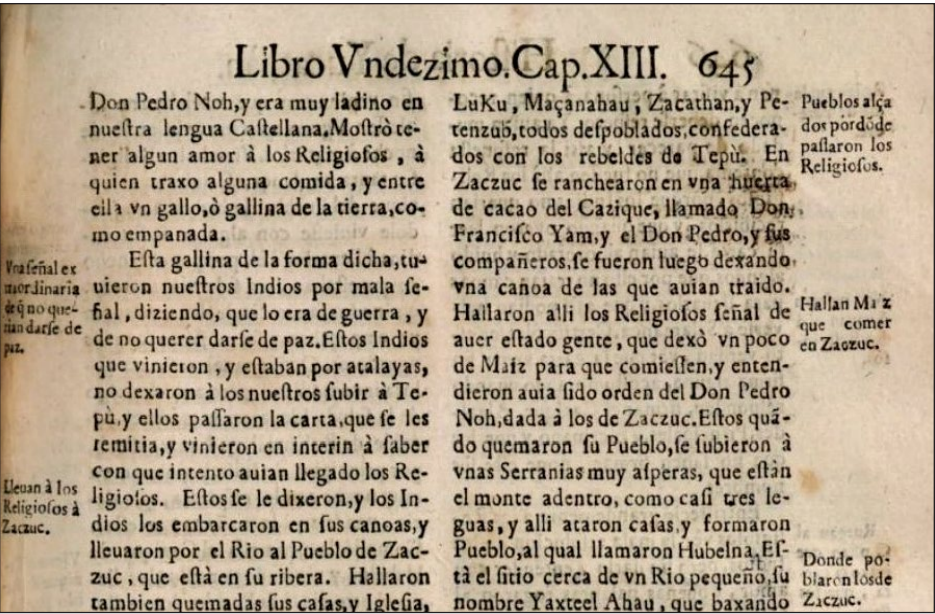 Libro Vndezimo. Cap. XIII. 645
Don Pedro Noh, y era muy ladino en
nueſtra lengua Caſtellana. Moſtrò te-
ner algun amor à los Religioſos, à
quien traxo alguna comida, y entre
ella vn gallo, ò gallina de la tierra, co-
mo empanada.
Eſta gallina de la forma dicha, tu-
uieron nueſtros Indios por mala ſe-
ñal, diziendo, que lo era de guerra, y
de no querer darſe de paz. Eſtos Indios
que vinieron, y eſtaban por atalayas,
no dexaron à los nueſtros ſubir à Te-
pù, y ellos paſſaron la carta, que ſe les
remitia, y vinieron en interin à ſaber
con que intento auian llegado los Re-
ligioſos. Eſtos ſe le dixeron, y los In-
dios los embarcaron en ſus canoas, y
lleuaron por el Rio al Pueblo de Zac-
zuc, que eſtà en ſu ribera. Hallaron
tambien quemadas ſus caſas, y Igleſia,
Vna ſeñal ex
traordinaria
de q̃ no que-
rian darſe de
paz.
Lleuan à los
Religioſos à
Zaczuc.
LuKu, Maçanahau, Zacathan, y Pe-
tenzub, todos deſpoblados, confedera-
dos con los rebeldes de Tepù. En
Zaczuc ſe ranchearon en vna huerta
de cacao del Cazique, llamado Don
Franciſco Yam, y el Don Pedro, y ſus
compañeros, ſe fueron luego dexando
vna canoa de las que auian traido.
Hallaron alli los Religioſos ſeñal de
auer eſtado gente, que dexò vn poco
de Maíz para que comieſſen, y enten-
dieron auia ſido orden del Don Pedro
Noh, dada à los de Zaczuc. Eſtos quã-
do quemaron ſu Pueblo, ſe ſubieron à
vnas Serranias muy aſperas, que eſtàn
el monte adentro, como caſi tres le-
guas, y alli ataron caſas, y formaron
Pueblo, al qual llamaron Hubelna. Eſ-
tà el ſitio cerca de vn Rio pequeño, ſu
nombre Yaxteel Ahau, que baxando
Pueblos alça
dos por dõde
paſſaron los
Religioſos.
Hallan Maiz
que comer
en Zaczuc.
Donde po-
blaron los de
Zaczuc.